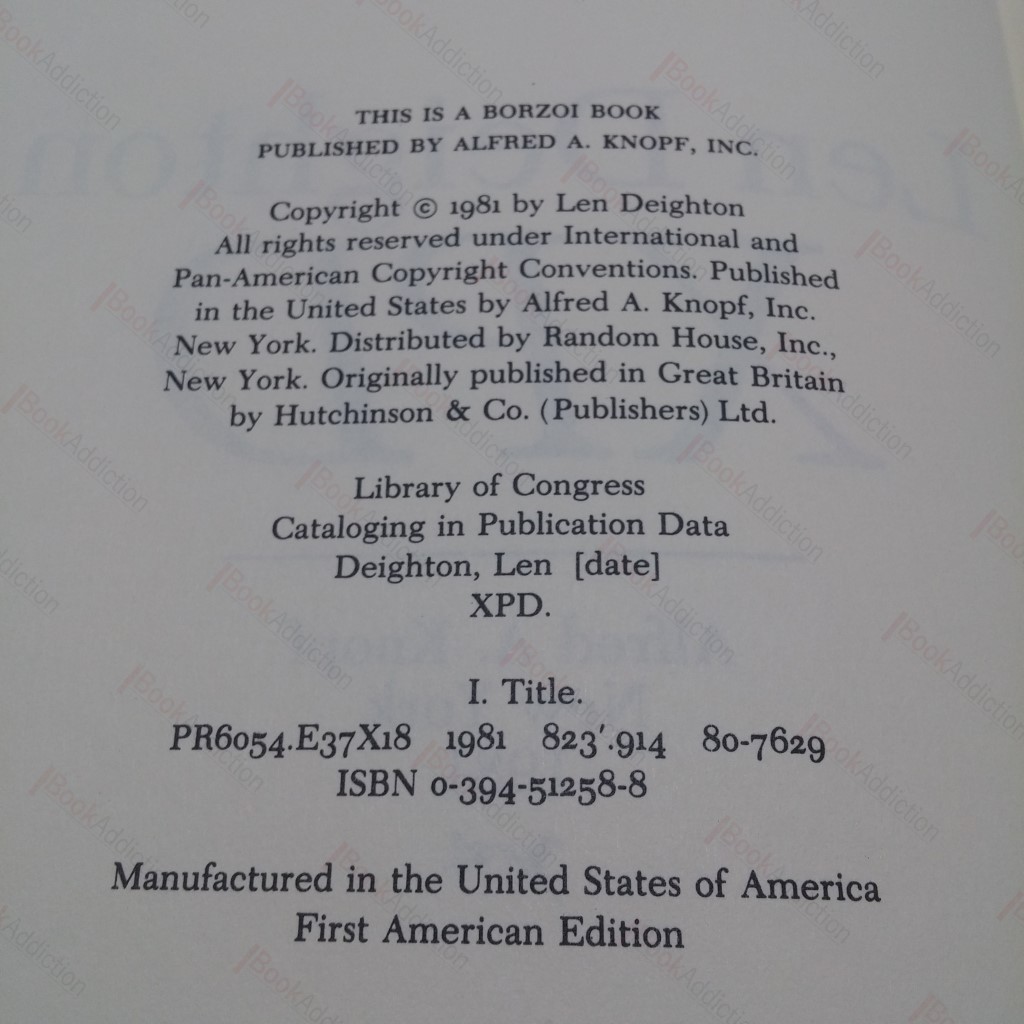 THIS IS A BORZOI BOOK
PUBLISHED BY ALFRED A. KNOPF, INC.
Copyright © 1981 by Len Deighton
All rights reserved under International and
Pan-American Copyright Conventions. Published
in the United States by Alfred A. Knopf, Inc.
New York. Distributed by Random House, Inc.,
New York. Originally published in Great Britain
by Hutchinson & Co. (Publishers) Ltd.
Library of Congress
Cataloging in Publication Data
Deighton, Len [date]
XPD.
I. Title.
PR6054.E37X18 1981 823'.914 80-7629
ISBN 0-394-51258-8
Manufactured in the United States of America
First American Edition
BookAddiction